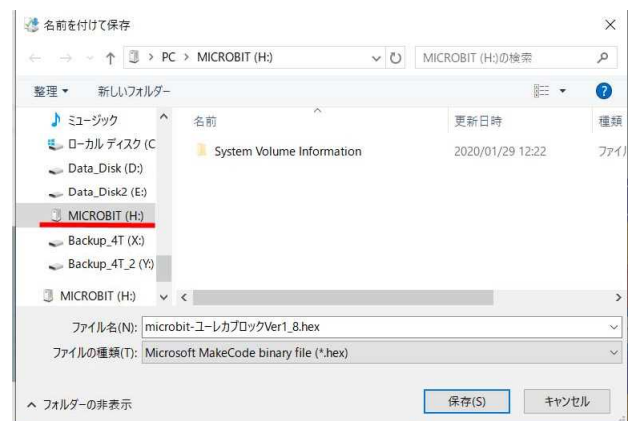 名前を付けて保存
PC > MICROBIT (H:)
MICROBIT (H:)の検索
整理
新しいフォルダー
ミュージック
名前
更新日時
種類
ローカル ディスク (C
System Volume Information
2020/01/29 12:22
ファイル
Data_Disk (D:)
Data_Disk2 (E:)
MICROBIT (H:)
Backup_4T (X:)
Backup_4T_2 (Y:)
MICROBIT (H:)
ファイル名(N): microbit-ユーレカブロックVer1_8.hex
ファイルの種類(T): Microsoft MakeCode binary file (*.hex)
フォルダーの非表示
保存(S)
キャンセル